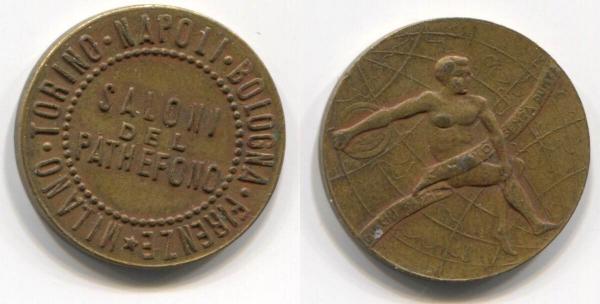 MILANO · TORINO · NAPOLI · BOLOGNA · FIRENZE ★
SALONI
DEL
PATHEFONO